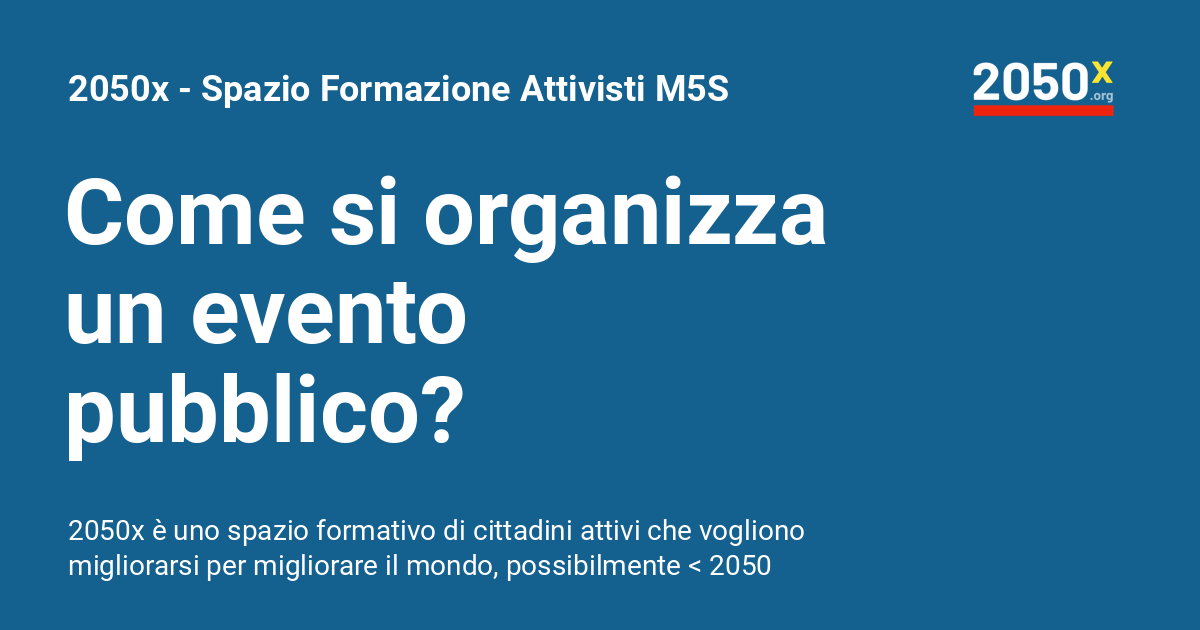 2050x - Spazio Formazione Attivisti M5S
2050x
.org
Come si organizza
un evento
pubblico?
2050x è uno spazio formativo di cittadini attivi che vogliono
migliorarsi per migliorare il mondo, possibilmente < 2050